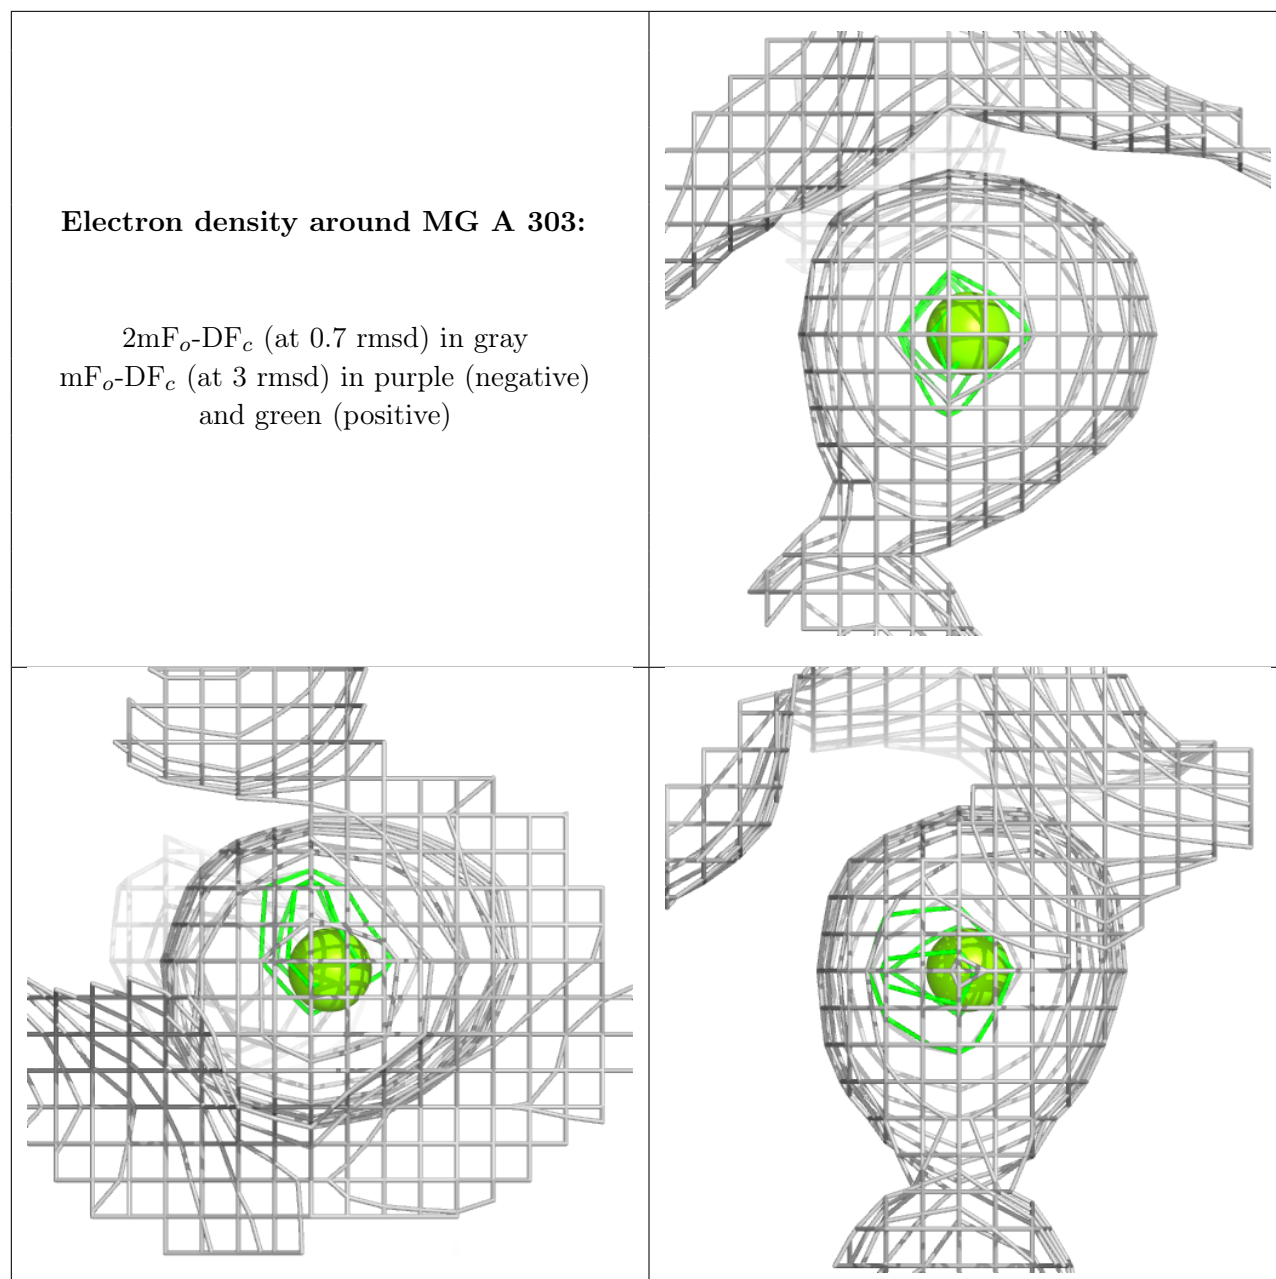 Electron density around MG A 303:
2mFo-DFc (at 0.7 rmsd) in gray
mFo-DFc (at 3 rmsd) in purple (negative)
and green (positive)